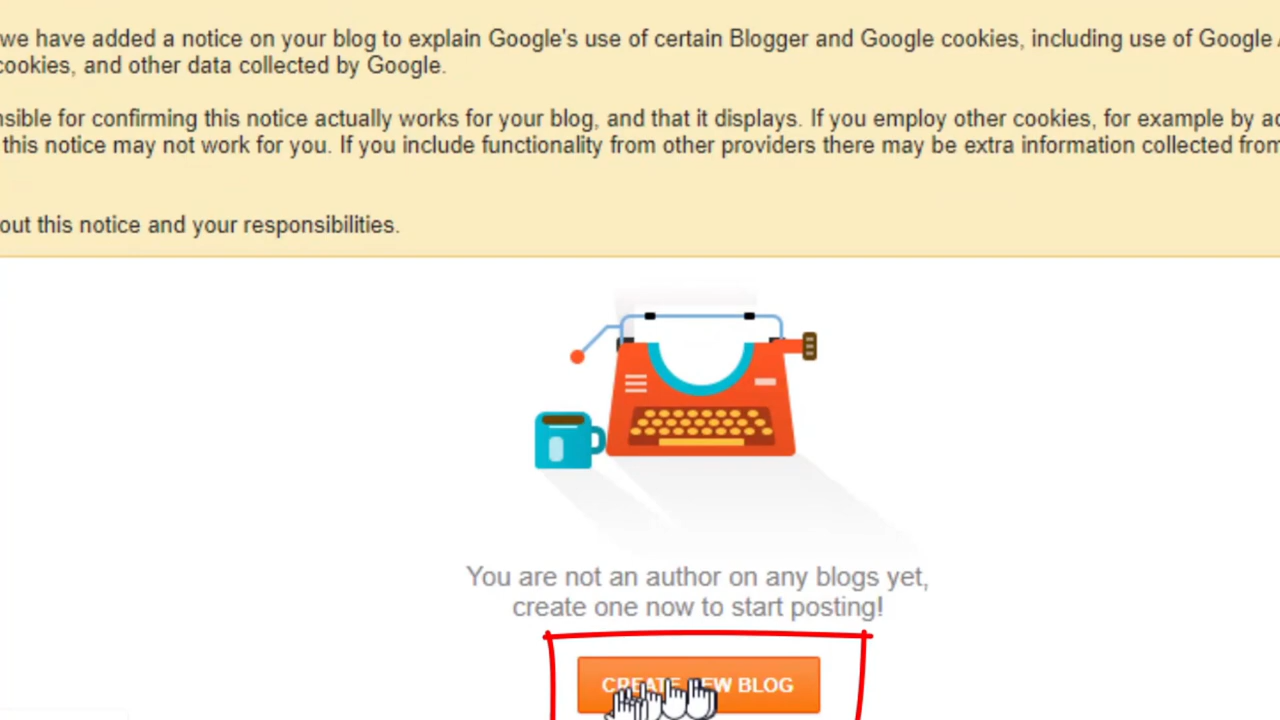 we have added a notice on your blog to explain Google's use of certain Blogger and Google cookies, including use of Google
cookies, and other data collected by Google.
for confirming this notice actually works for your blog, and that it displays. If you employ other cookies, for example by
this notice may not work for you. If you include functionality from other providers there may be extra information collected from
this notice and your responsibilities.
You are not an author on any blogs yet,
create one now to start posting!
CREATE NEW BLOG